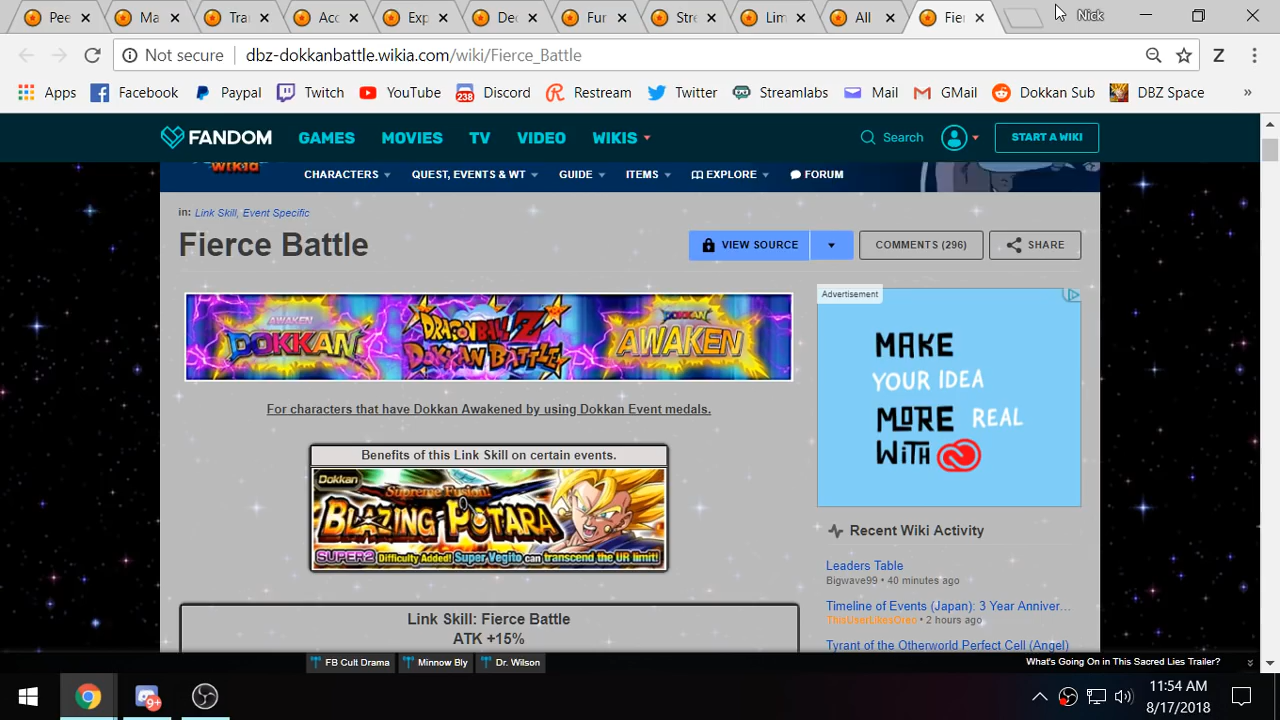 Pee
Ma
Tra
Acc
Exp
Dec
Fur
Stre
Lim
All
Fier
Nick
Not secure
dbz-dokkanbattle.wikia.com/wiki/Fierce_Battle
Z
Apps
Facebook
Paypal
YouTube
Twitch
238
Discord
Restream
Twitter
Streamlabs
Mail
GMail
Dokkan Sub
DBZ Space
»
FANDOM
GAMES
MOVIES
TV
VIDEO
WIKIS
Search
START A WIKI
wikia
CHARACTERS
QUEST, EVENTS & WT
GUIDE
ITEMS
EXPLORE
FORUM
in: Link Skill, Event Specific
Fierce Battle
VIEW SOURCE
COMMENTS (296)
SHARE
AWAKEN
DOKKAN
DRAGONBALL Z
DOKKAN BATTLE
DOKKAN
AWAKEN
Advertisement
MAKE
YOUR IDEA
MORE REAL
WITH
For characters that have Dokkan Awakened by using Dokkan Event medals.
Benefits of this Link Skill on certain events.
Dokkan
Supreme Fusion!
BLAZING POTARA
SUPER2 Difficulty Added! Super Vegito can transcend the UR limit!
Recent Wiki Activity
Leaders Table
Bigwave99 • 40 minutes ago
Timeline of Events (Japan): 3 Year Anniver...
ThisUserLikesOreo • 2 hours ago
Tyrant of the Otherworld Perfect Cell (Angel)
Link Skill: Fierce Battle
ATK +15%
FB Cult Drama
Minnow Bly
Dr. Wilson
What's Going On in This Sacred Lies Trailer?
9+
11:54 AM
8/17/2018